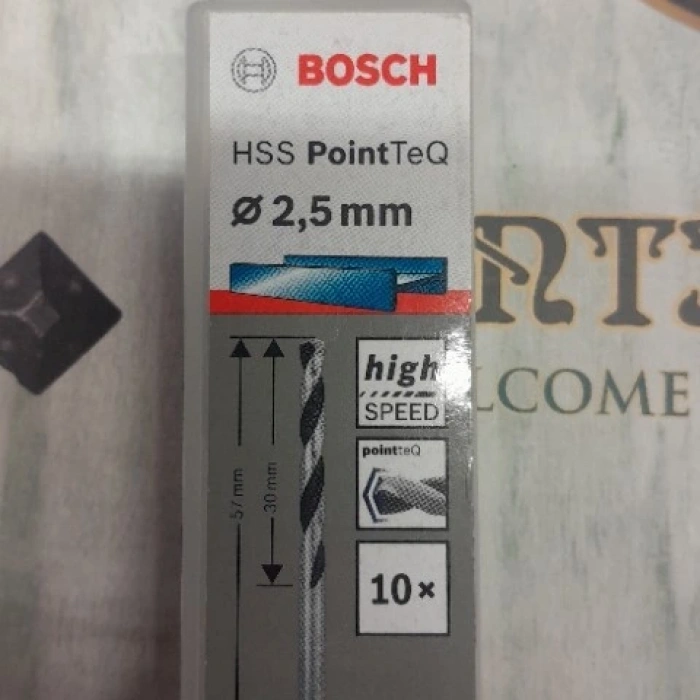 BOSCH
HSS PointTeQ
Ø 2,5 mm
high
SPEED
pointteQ
57 mm
30 mm
10×
LCOME